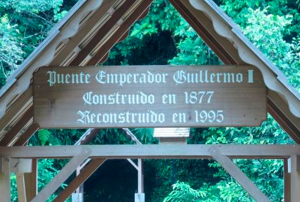 Puente Emperador Guillermo I
Construido en 1877
Reconstruido en 1995